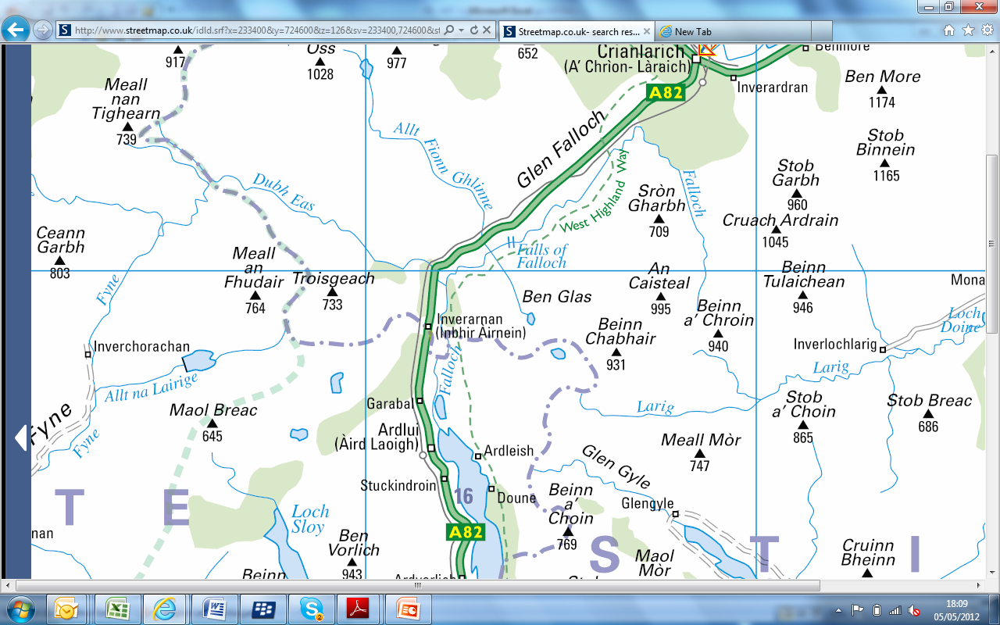 http://www.streetmap.co.uk/idld.srf?x=233400&y=724600&z=126&sv=233400,724600&st
Streetmap.co.uk- search res...
New Tab
917
Oss
1028
977
652
Crianlarich
(A' Chrìon- Làraich)
Benmore
Inverardran
Ben More
1174
Meall
nan
Tighearn
739
A82
Allt Fionn Ghlinne
Glen Falloch
West Highland Way
Falloch
Stob
Binnein
1165
Stob
Garbh
960
Sròn
Gharbh
709
Cruach Ardrain
1045
Dubh Eas
Ceann
Garbh
803
Meall
an
Fhudair
764
Troisgeach
733
Fyne
Falls of
Falloch
An
Caisteal
995
Beinn
Tulaichean
946
Mona
Ben Glas
Beinn
a' Chroin
940
Loch
Doine
Inverarnan
(Inbhir Àirnein)
Beinn
Chabhair
931
Inverlochlarig
Larig
Inverchorachan
Allt na Lairige
Falloch
Garabal
Larig
Stob
a' Choin
865
Stob Breac
686
Maol Breac
645
Fyne
Fyne
Ardlui
(Àird Laoigh)
Ardleish
Meall Mòr
747
Glen Gyle
Stuckindroin
16
Doune
Beinn
a'
Choin
769
Glengyle
T E
Loch
Sloy
nan
A82
Ben
Vorlich
943
S T I
Maol
Mòr
Cruinn
Bheinn
Beinn
18:09
05/05/2012